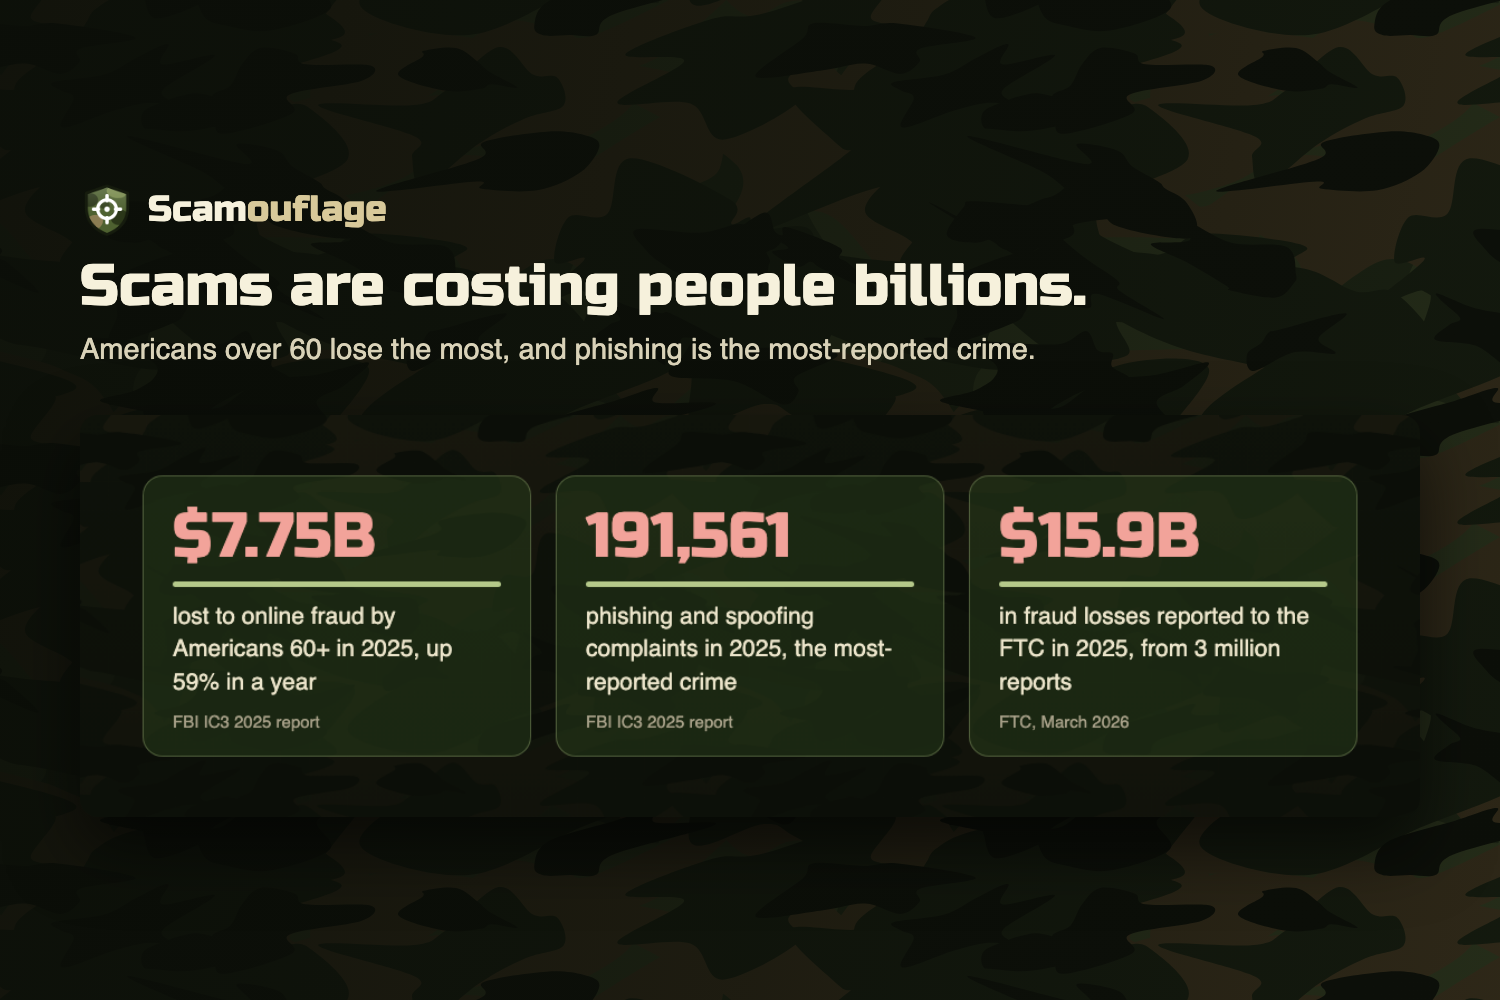 Scamouflage
Scams are costing people billions.
Americans over 60 lose the most, and phishing is the most-reported crime.
$7.75B
lost to online fraud by
Americans 60+ in 2025, up
59% in a year
FBI IC3 2025 report
191,561
phishing and spoofing
complaints in 2025, the most-
reported crime
FBI IC3 2025 report
$15.9B
in fraud losses reported to the
FTC in 2025, from 3 million
reports
FTC, March 2026